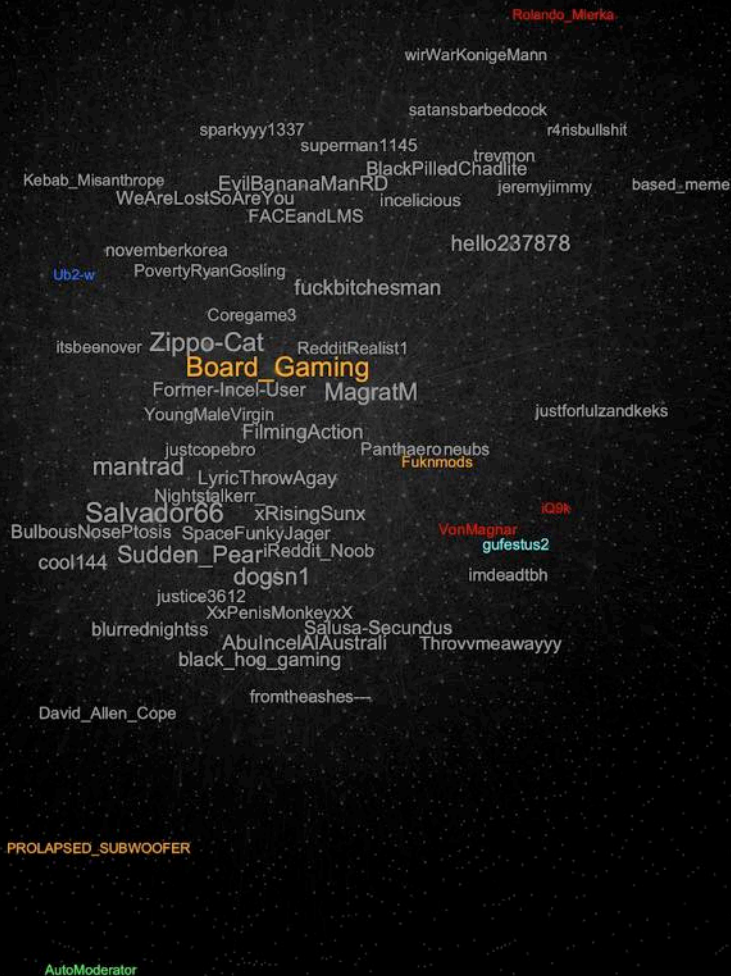 Rolando_Mierka
wirWarKonigeMann
satansbarbedcock
sparkyyy1337
r4risbullshit
superman1145
trevmon
BlackPilledChadlite
Kebab_Misanthrope
EvilBananaManRD
based_meme
jeremyjimmy
WeAreLostSoAreYou
incelicious
FACEandLMS
hello237878
novemberkorea
PovertyRyanGosling
Ub2-w
fuckbitchesman
Coregame3
Zippo-Cat
itsbeenover
RedditRealist1
Board_Gaming
Former-Incel-User
MagratM
justforlulzandkeks
YoungMaleVirgin
FilmingAction
justcopebro
Panthaeroneubs
Fuknmods
mantrad
LyricThrowAgay
Nightstalkerr_
iQ9k
Salvador66
xRisingSunx
VonMagnar
BulbousNosePtosis
SpaceFunkyJager
gufestus2
iReddit_Noob
Sudden_Pear
cool144
dogsn1
imdeadtbh
justice3612
XxPenisMonkeyxX
Salusa-Secundus
blurrednightss
AbuIncelAlAustrali
Throvvmeawayyy
black_hog_gaming
fromtheashes---
David_Allen_Cope
PROLAPSED_SUBWOOFER
AutoModerator